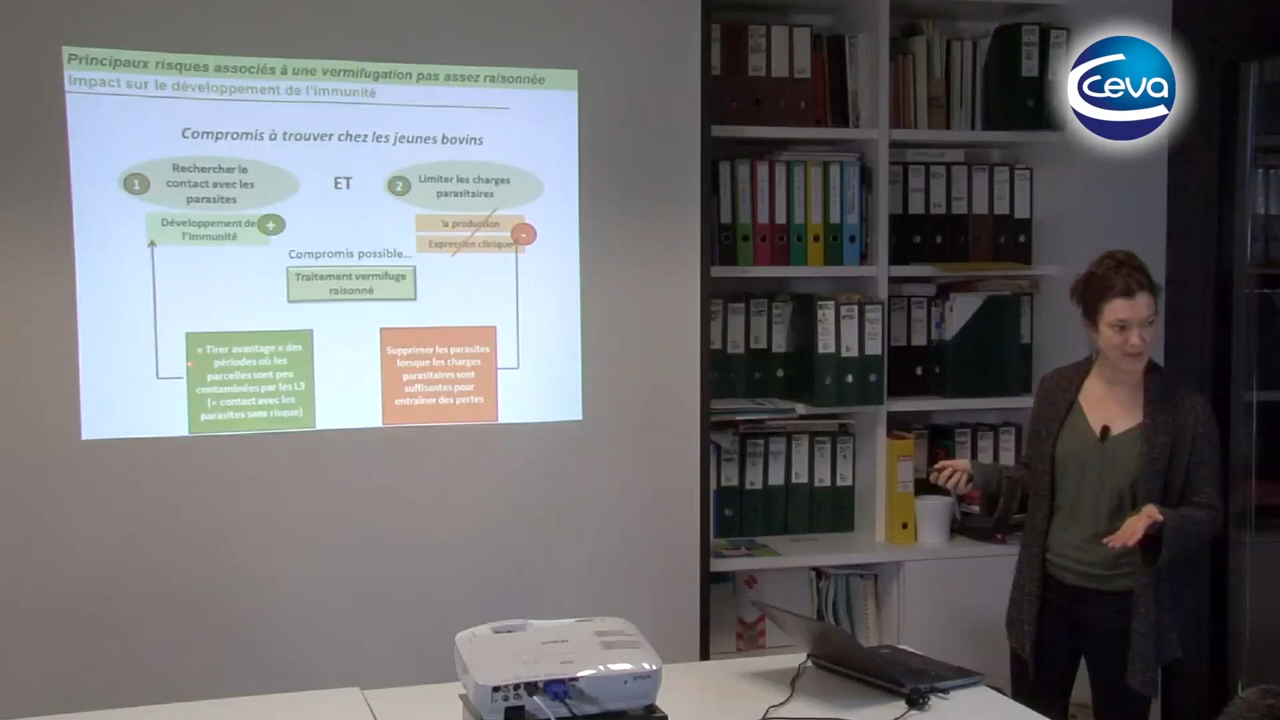 Principaux risques associés à une vermifugation pas assez raisonnée
Impact sur le développement de l'immunité
Compromis à trouver chez les jeunes bovins
1
Rechercher le
contact avec les
parasites
ET
2
Limiter les charges
parasitaires
Développement de
l'immunité
+
↘ production
Expression clinique
-
Compromis possible...
Traitement vermifuge
raisonné
« Tirer avantage » des
périodes où les
parcelles sont peu
contaminées par les L3
(= contact avec les
parasites sans risque)
Supprimer les parasites
lorsque les charges
parasitaires sont
suffisantes pour
entraîner des pertes
ceva